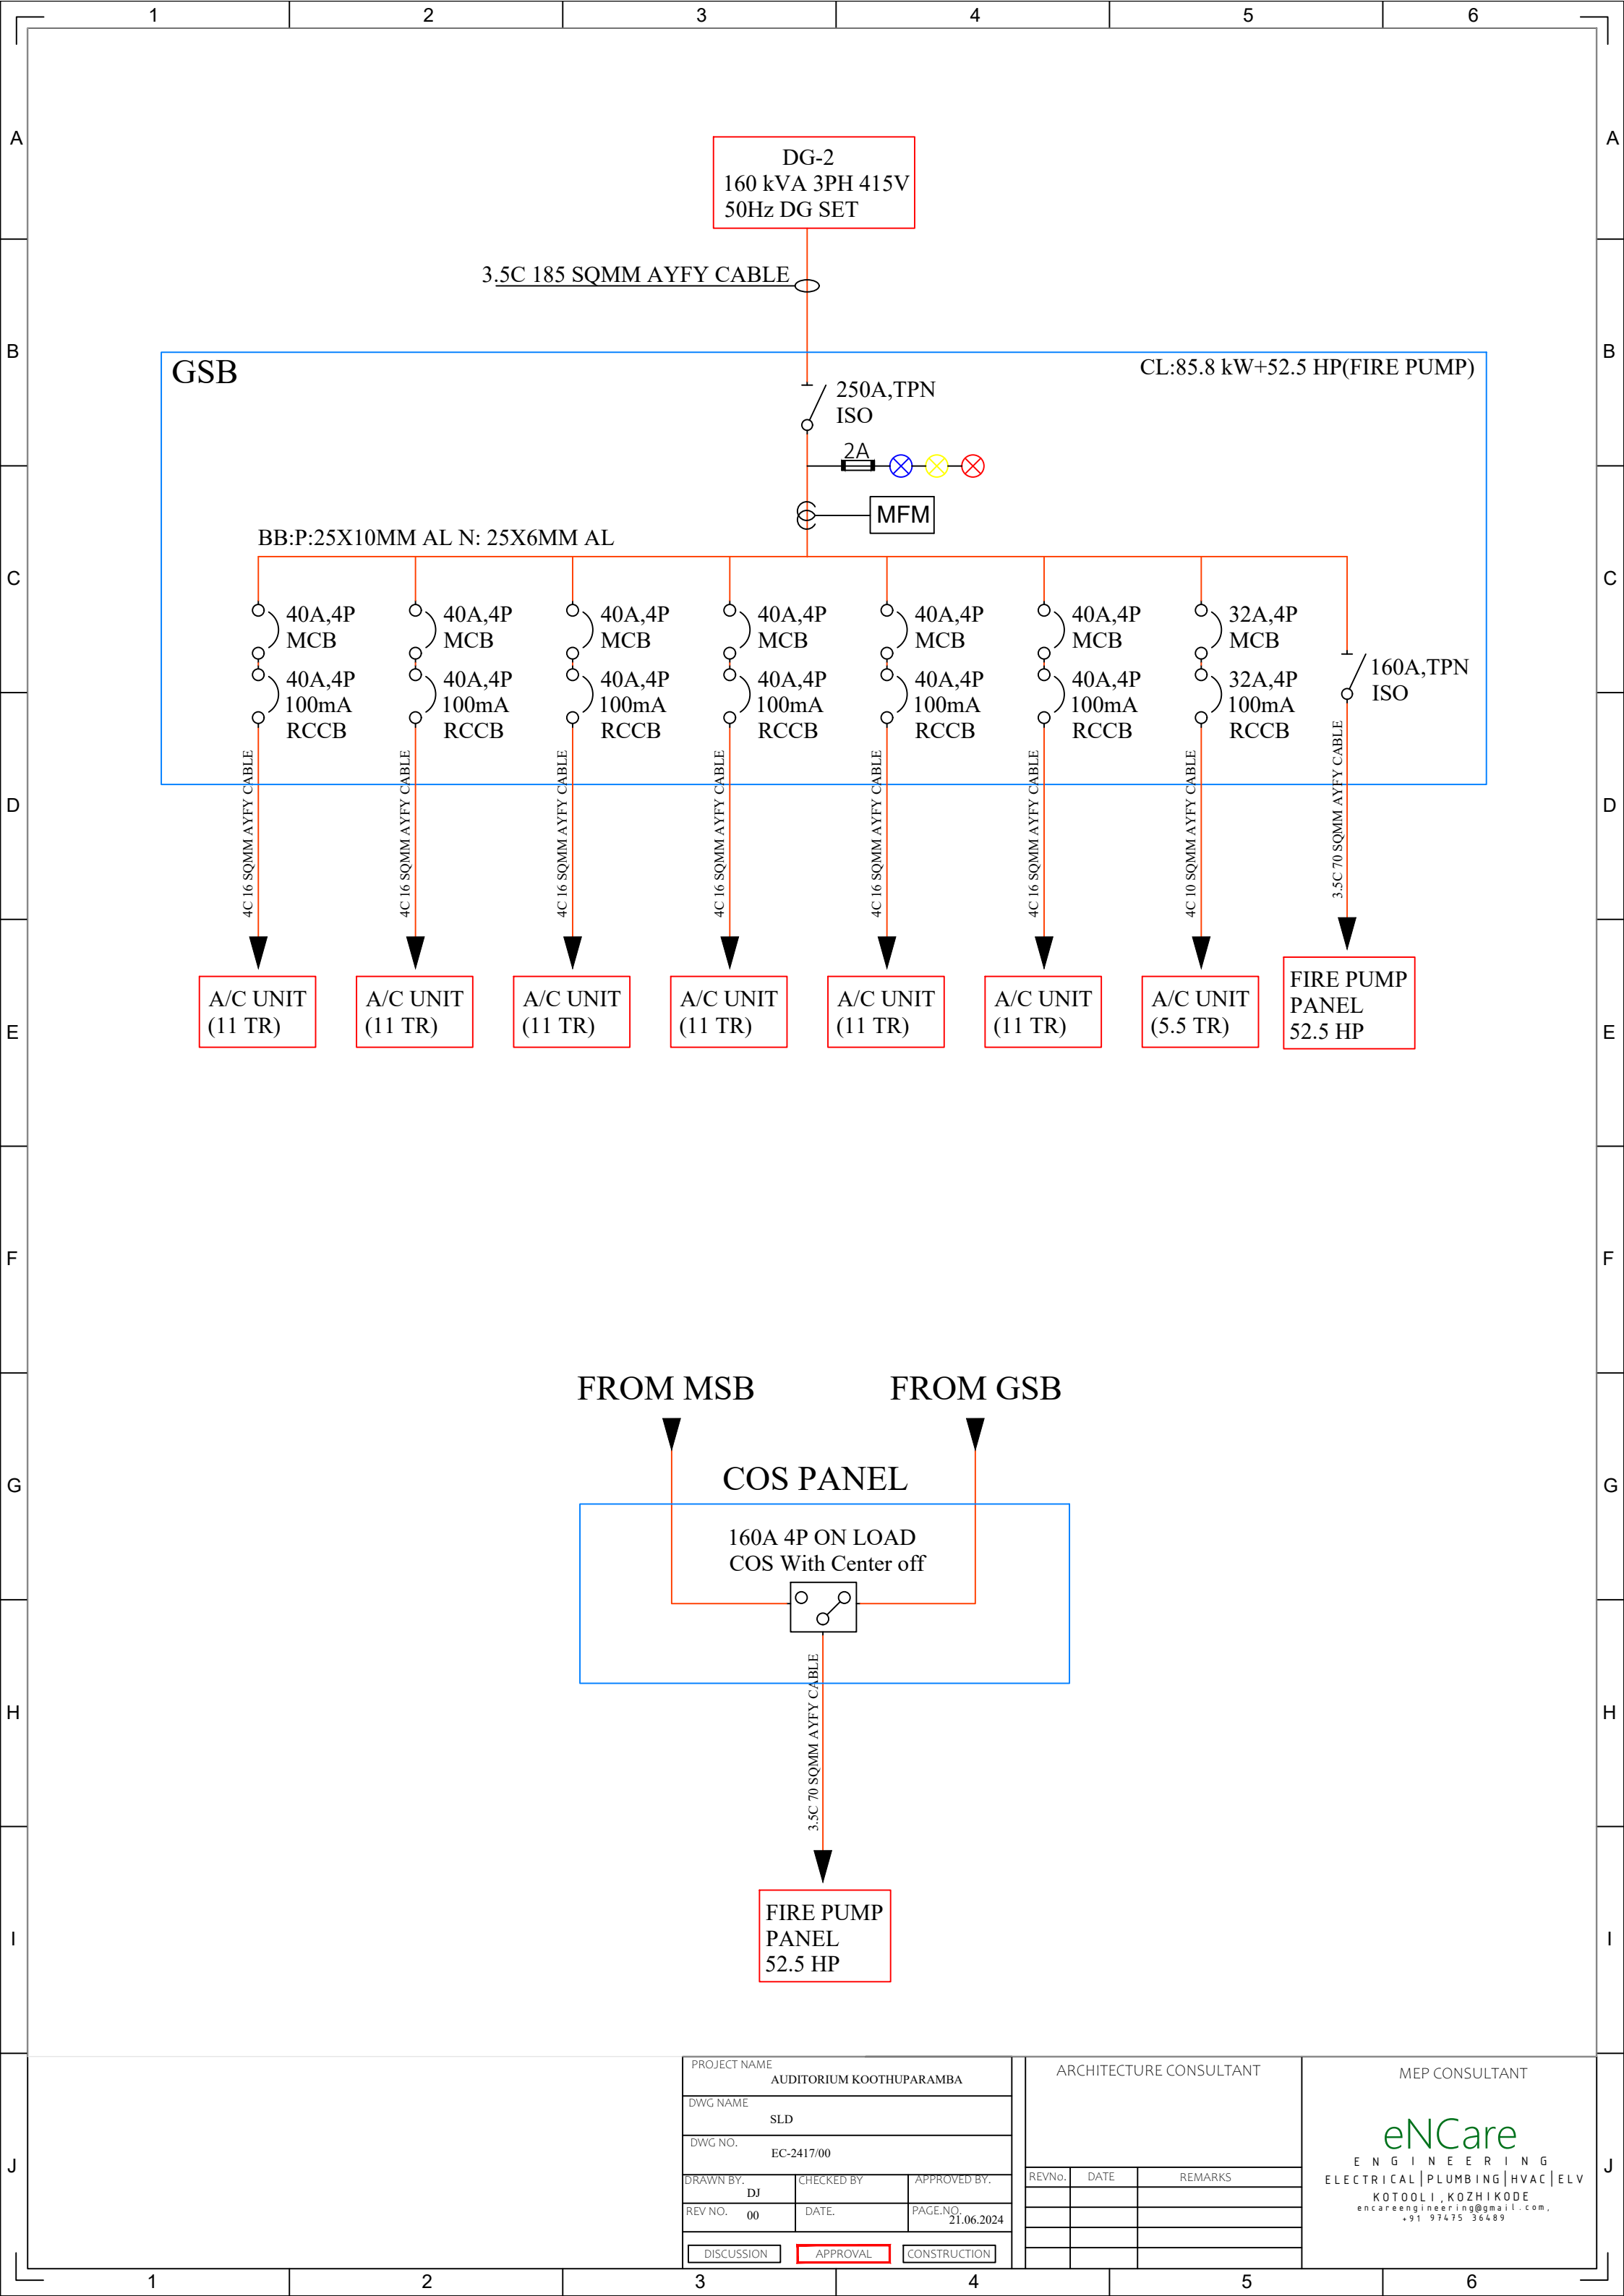 1 2 3 4 5 6
A A
DG-2
160 kVA 3PH 415V
50Hz DG SET
3.5C 185 SQMM AYFY CABLE
B B
GSB
CL:85.8 kW+52.5 HP(FIRE PUMP)
250A,TPN
ISO
2A
MFM
BB:P:25X10MM AL N: 25X6MM AL
C C
40A,4P
MCB
40A,4P
100mA
RCCB
40A,4P
MCB
40A,4P
100mA
RCCB
40A,4P
MCB
40A,4P
100mA
RCCB
40A,4P
MCB
40A,4P
100mA
RCCB
40A,4P
MCB
40A,4P
100mA
RCCB
40A,4P
MCB
40A,4P
100mA
RCCB
32A,4P
MCB
32A,4P
100mA
RCCB
160A,TPN
ISO
D D
4C 16 SQMM AYFY CABLE
4C 16 SQMM AYFY CABLE
4C 16 SQMM AYFY CABLE
4C 16 SQMM AYFY CABLE
4C 16 SQMM AYFY CABLE
4C 16 SQMM AYFY CABLE
4C 10 SQMM AYFY CABLE
3.5C 70 SQMM AYFY CABLE
E E
A/C UNIT
(11 TR)
A/C UNIT
(11 TR)
A/C UNIT
(11 TR)
A/C UNIT
(11 TR)
A/C UNIT
(11 TR)
A/C UNIT
(11 TR)
A/C UNIT
(5.5 TR)
FIRE PUMP
PANEL
52.5 HP
F F
FROM MSB
FROM GSB
G G
COS PANEL
160A 4P ON LOAD
COS With Center off
H H
3.5C 70 SQMM AYFY CABLE
I I
FIRE PUMP
PANEL
52.5 HP
J J
PROJECT NAME
AUDITORIUM KOOTHUPARAMBA
DWG NAME
SLD
DWG NO.
EC-2417/00
DRAWN BY.
DJ
CHECKED BY
APPROVED BY.
REV NO.
00
DATE.
PAGE.NO.
21.06.2024
DISCUSSION
APPROVAL
CONSTRUCTION
ARCHITECTURE CONSULTANT
REVNo. DATE REMARKS
MEP CONSULTANT
eNCare
ENGINEERING
ELECTRICAL|PLUMBING|HVAC|ELV
KOTOOLI,KOZHIKODE
encareengineering@gmail.com,
+91 97475 36489
1 2 3 4 5 6